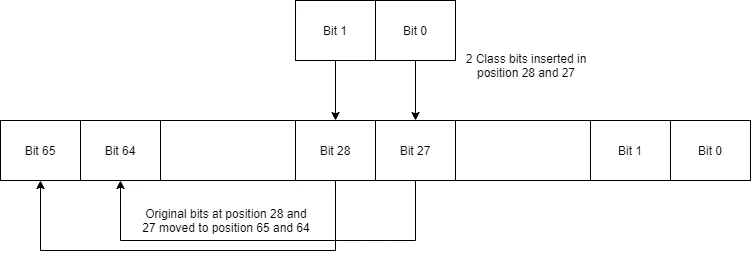 Bit 1
Bit 0
2 Class bits inserted in
position 28 and 27
Bit 65
Bit 64
Bit 28
Bit 27
Bit 1
Bit 0
Original bits at position 28 and
27 moved to position 65 and 64